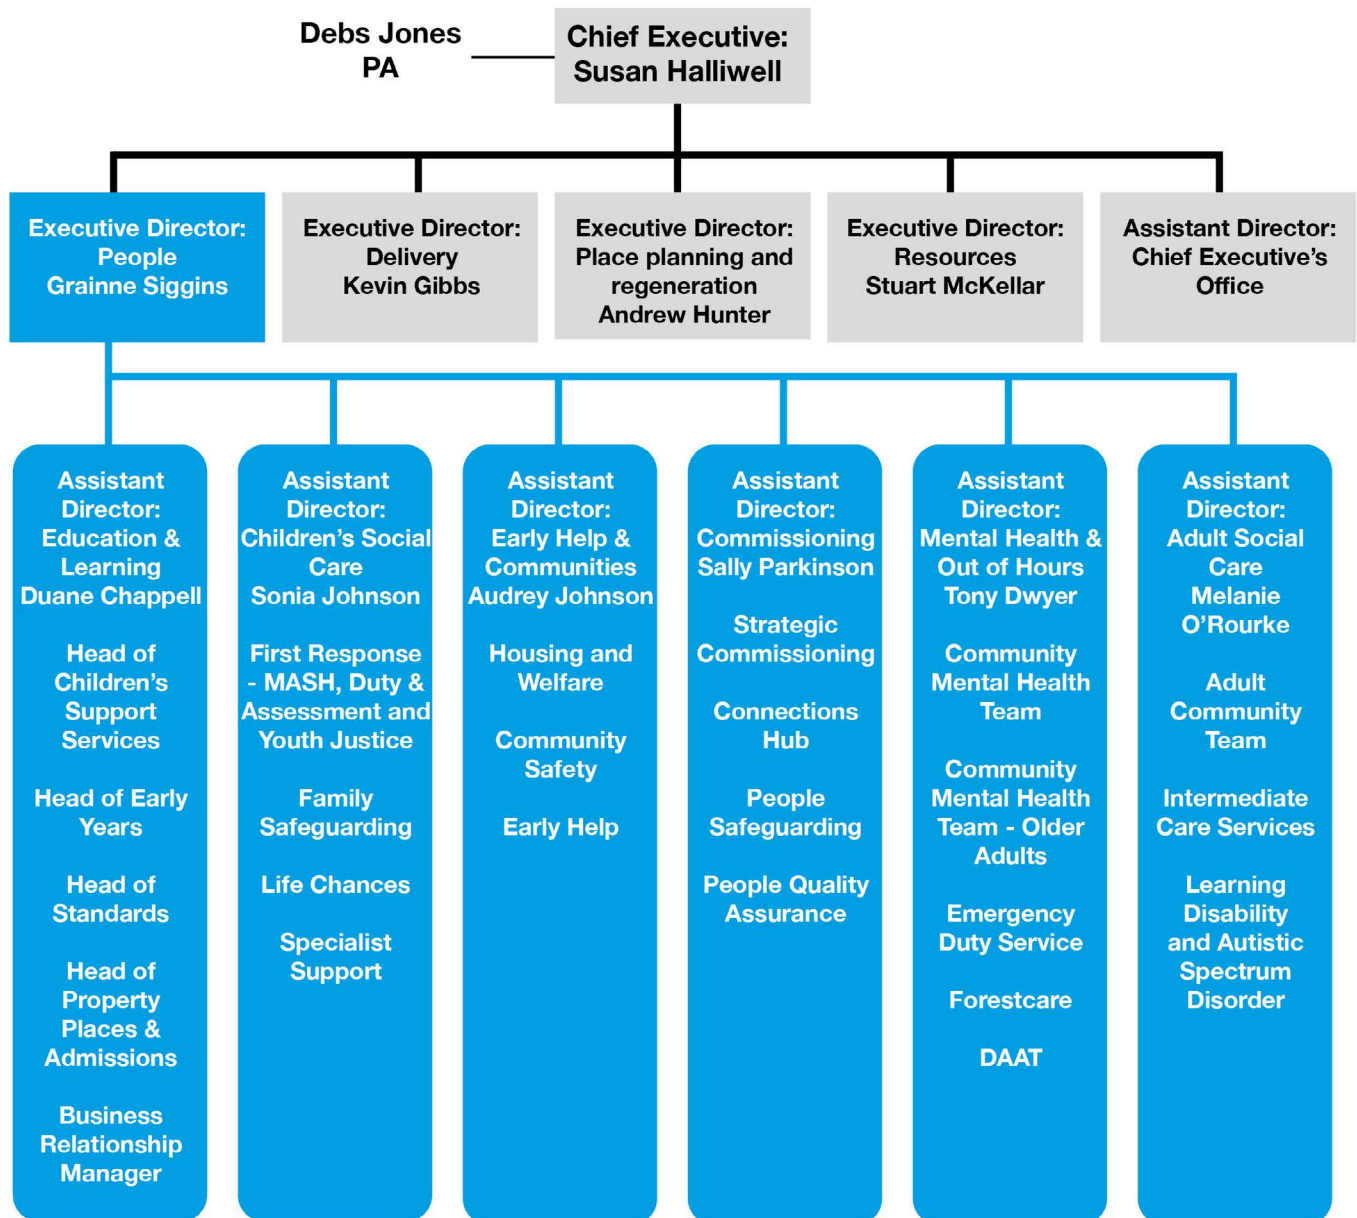 Debs Jones
PA
Chief Executive:
Susan Halliwell
Executive Director:
People
Grainne Siggins
Executive Director:
Delivery
Kevin Gibbs
Executive Director:
Place planning and
regeneration
Andrew Hunter
Executive Director:
Resources
Stuart McKellar
Assistant Director:
Chief Executive’s
Office
Assistant
Director:
Education &
Learning
Duane Chappell
Head of
Children’s
Support
Services
Head of Early
Years
Head of
Standards
Head of
Property
Places &
Admissions
Business
Relationship
Manager
Assistant
Director:
Children’s Social
Care
Sonia Johnson
First Response
- MASH, Duty &
Assessment and
Youth Justice
Family
Safeguarding
Life Chances
Specialist
Support
Assistant
Director:
Early Help &
Communities
Audrey Johnson
Housing and
Welfare
Community
Safety
Early Help
Assistant
Director:
Commissioning
Sally Parkinson
Strategic
Commissioning
Connections
Hub
People
Safeguarding
People Quality
Assurance
Assistant
Director:
Mental Health &
Out of Hours
Tony Dwyer
Community
Mental Health
Team
Community
Mental Health
Team - Older
Adults
Emergency
Duty Service
Forestcare
DAAT
Assistant
Director:
Adult Social
Care
Melanie
O’Rourke
Adult
Community
Team
Intermediate
Care Services
Learning
Disability
and Autistic
Spectrum
Disorder